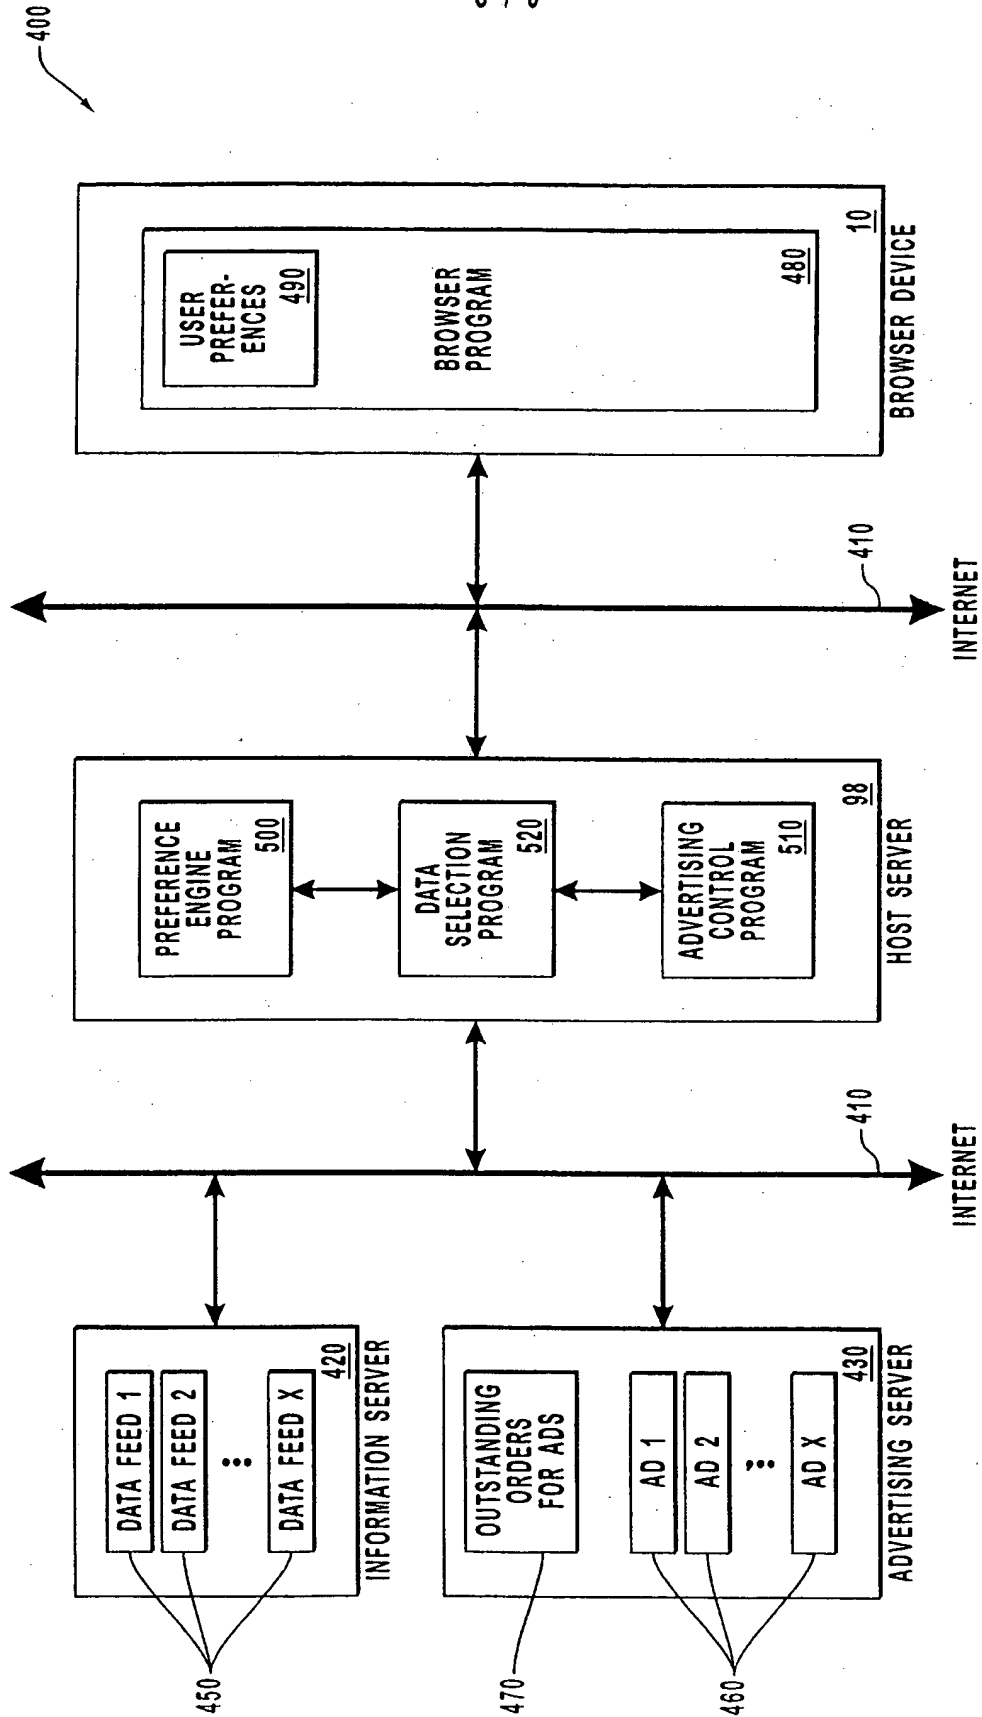 400
DATA FEED 1
DATA FEED 2
DATA FEED X
420
INFORMATION SERVER
450
OUTSTANDING
ORDERS
FOR ADS
470
AD 1
AD 2
AD X
430
ADVERTISING SERVER
460
410
INTERNET
PREFERENCE
ENGINE
PROGRAM
500
DATA
SELECTION
PROGRAM
520
ADVERTISING
CONTROL
PROGRAM
510
98
HOST SERVER
410
INTERNET
USER
PREFER-
ENCES
490
BROWSER
PROGRAM
480
10
BROWSER DEVICE